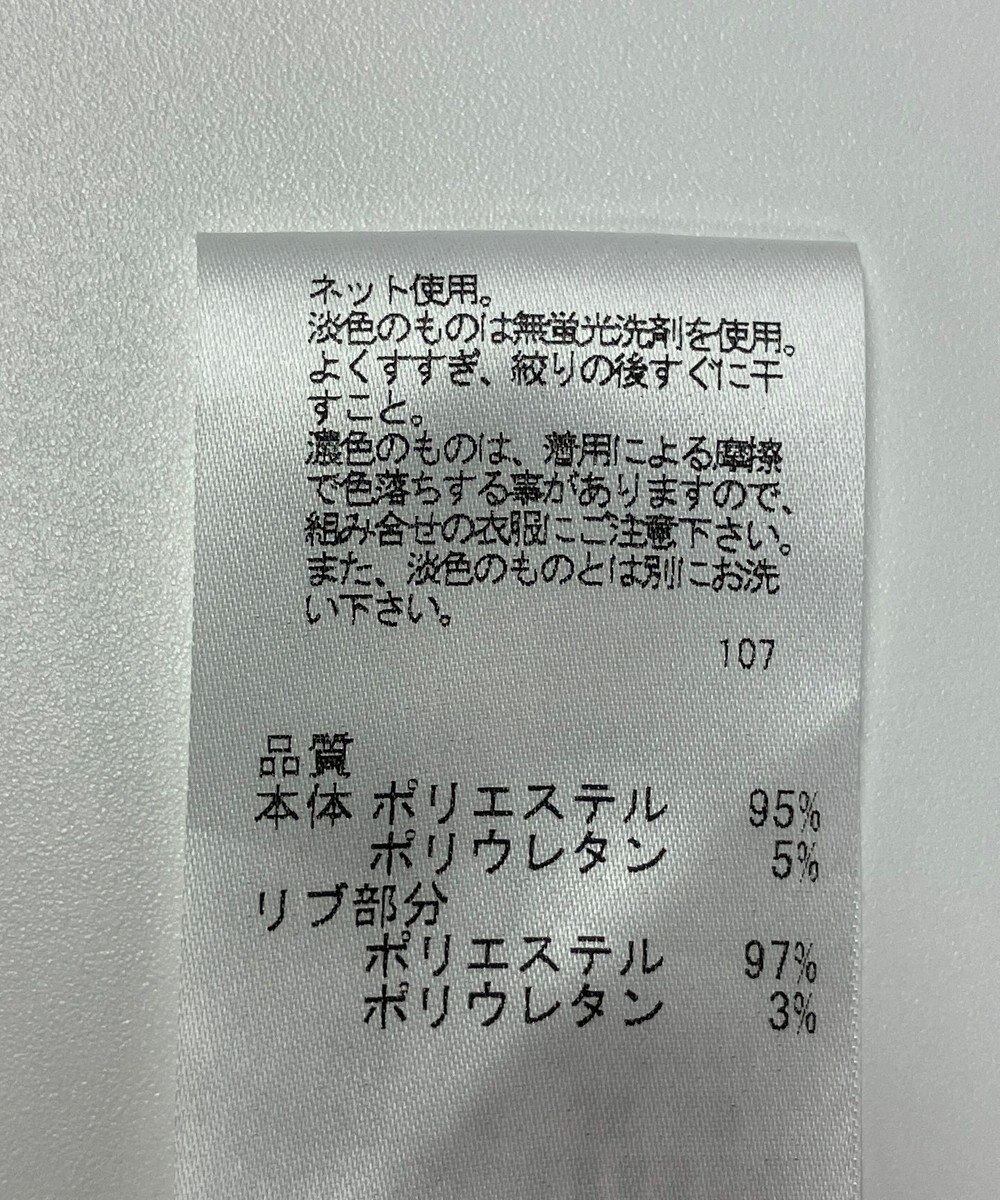 ネット使用。
淡色のものは無蛍光洗剤を使用。
よくすすぎ、絞りの後すぐに干
すこと。
濃色のものは、着用による摩擦
で色落ちする事がありますので、
組み合せの衣服にご注意下さい。
また、淡色のものとは別にお洗
い下さい。
107
品質
本体 ポリエステル 95%
ポリウレタン 5%
リブ部分
ポリエステル 97%
ポリウレタン 3%